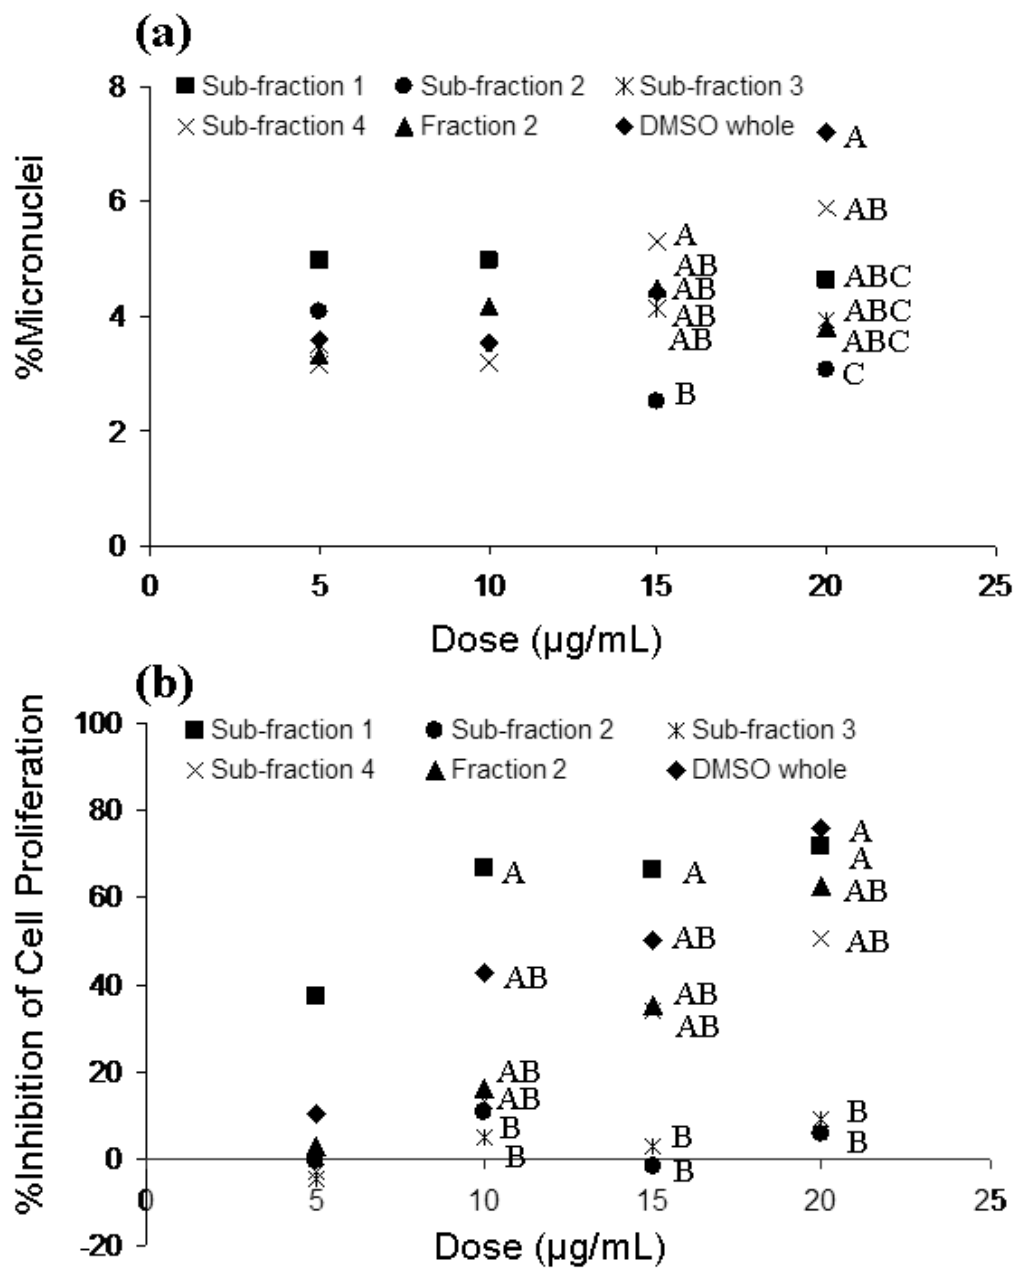 (a)
8
Sub-fraction 1 Sub-fraction 2 Sub-fraction 3
Sub-fraction 4 Fraction 2 DMSO whole
A
6
AB
A
AB
AB
ABC
4
AB
ABC
AB
ABC
C
B
2
0
0 5 10 15 20 25
%Micronuclei
Dose (µg/mL)
(b)
100
Sub-fraction 1 Sub-fraction 2 Sub-fraction 3
Sub-fraction 4 Fraction 2 DMSO whole
80
A
A
A
A
60
AB
AB
AB
40
AB
AB
AB
20
AB
AB
B
B
B
B
B
B
0
0 5 10 15 20 25
-20
%Inhibition of Cell Proliferation
Dose (µg/mL)